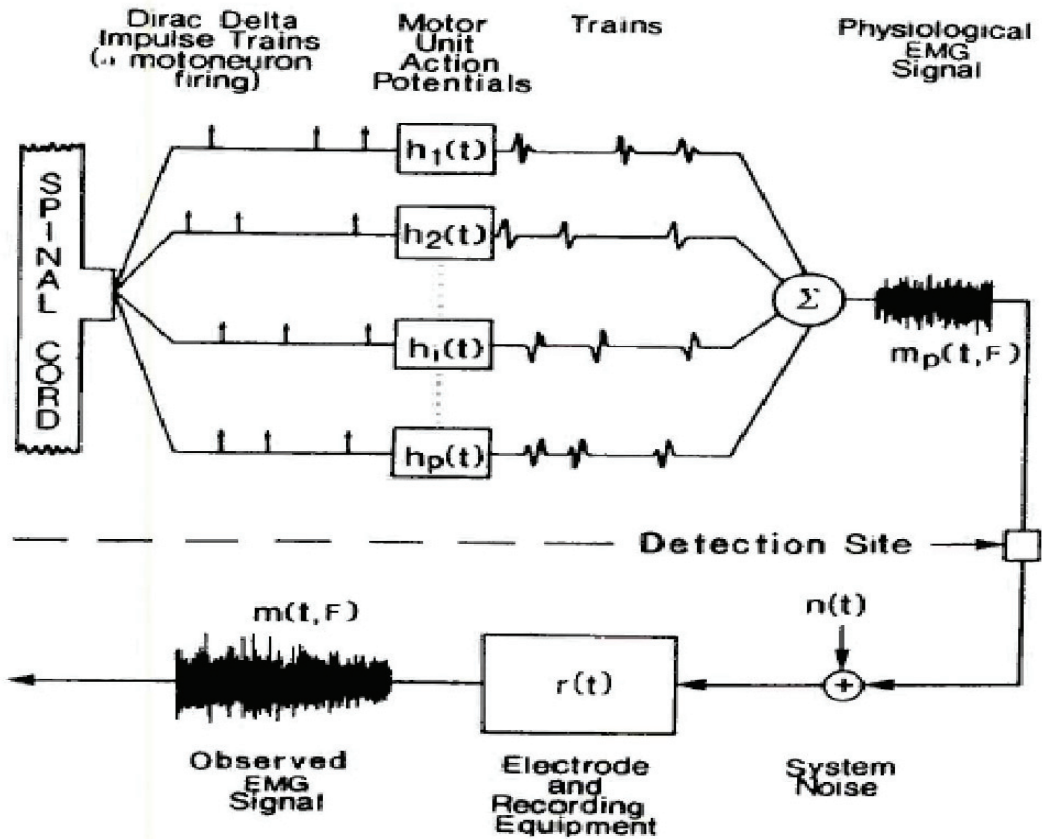 Dirac Delta
Impulse Trains
(α motoneuron
firing)
Motor
Unit
Action
Potentials
Trains
Physiological
EMG
Signal
SPINAL CORD
h1(t)
h2(t)
hi(t)
hp(t)
Σ
mp(t,F)
Detection Site
m(t,F)
n(t)
r(t)
+
Observed
EMG
Signal
Electrode
and
Recording
Equipment
System
Noise